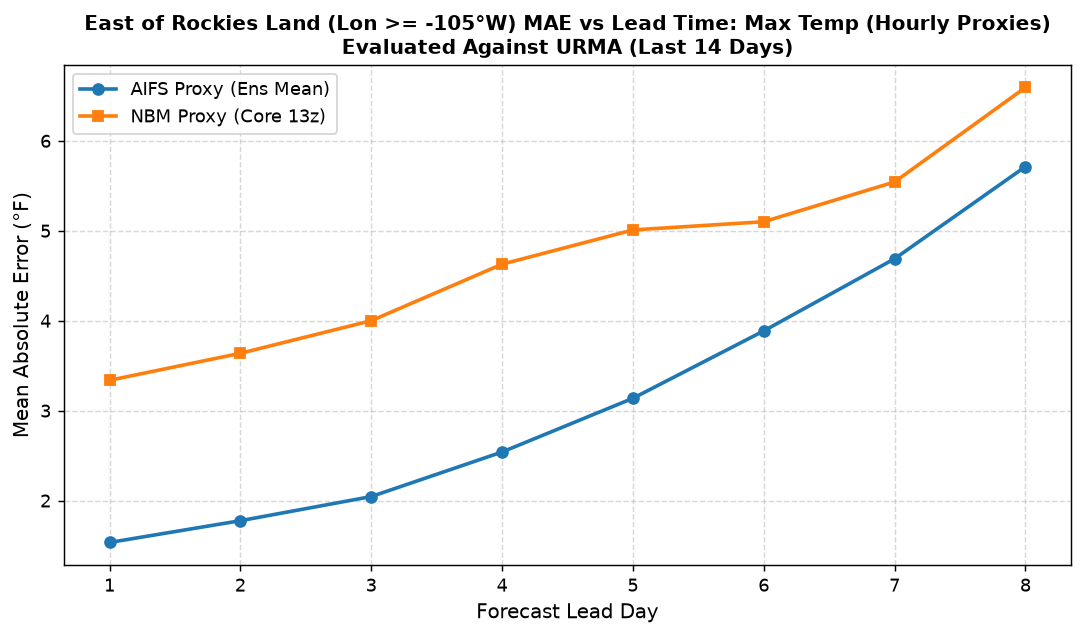 East of Rockies Land (Lon >= -105°W) MAE vs Lead Time: Max Temp (Hourly Proxies)
Evaluated Against URMA (Last 14 Days)
AIFS Proxy (Ens Mean)
NBM Proxy (Core 13z)
Mean Absolute Error (°F)
6
5
4
3
2
1 2 3 4 5 6 7 8
Forecast Lead Day